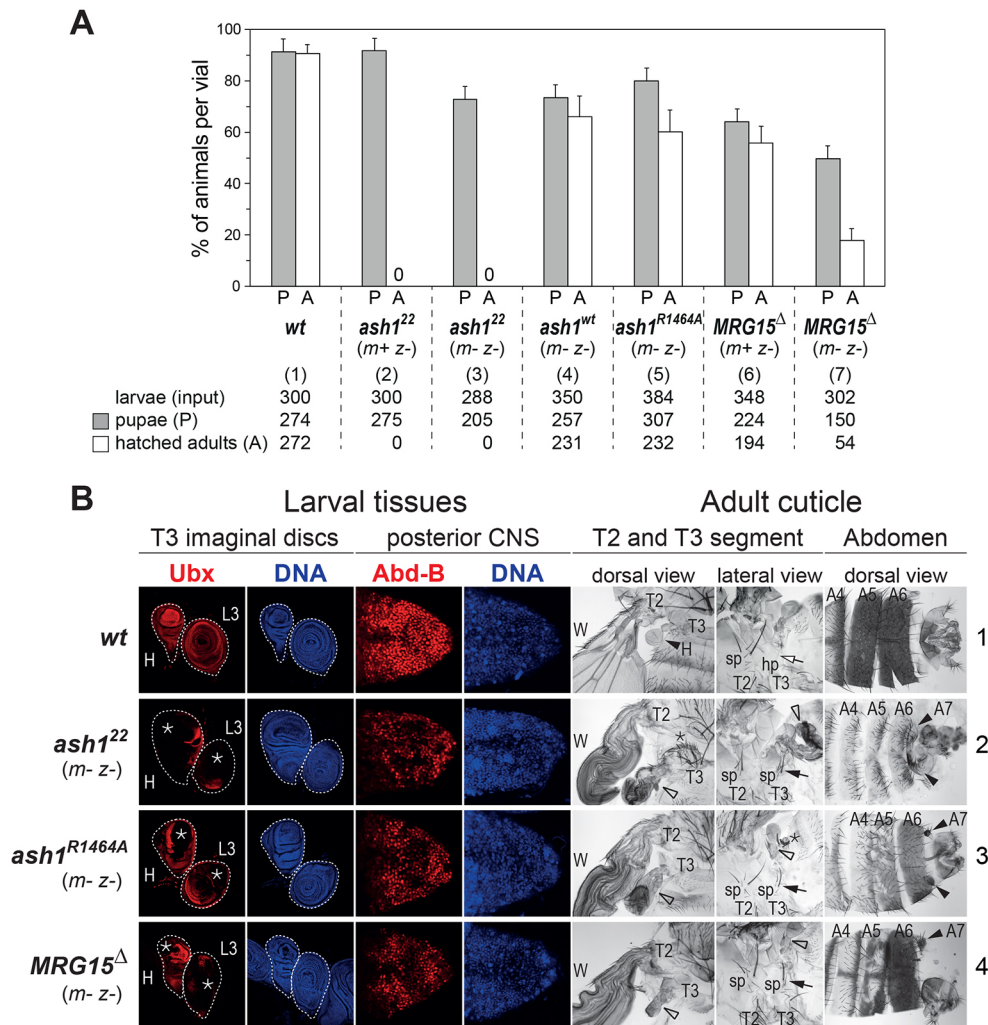 A
% of animals per vial
100
80
60
40
20
0
0 0
P A P A P A P A P A P A P A
wt ash1²² ash1²² ash1ʷᵗ ash1ᴿ¹⁴⁶⁴ᴬ MRG15Δ MRG15Δ
(m+ z-) (m- z-) (m- z-) (m- z-) (m+ z-) (m- z-)
(1) (2) (3) (4) (5) (6) (7)
larvae (input) 300 300 288 350 384 348 302
pupae (P) 274 275 205 257 307 224 150
hatched adults (A) 272 0 0 231 232 194 54
B
Larval tissues Adult cuticle
T3 imaginal discs posterior CNS T2 and T3 segment Abdomen
Ubx DNA Abd-B DNA dorsal view lateral view dorsal view
wt H L3 W T2 T3 H sp hp T2 T3 A4 A5 A6 1
ash1²² H * * L3 W T2 * T3 sp sp T2 T3 A4 A5 A6 A7 2
(m- z-)
ash1ᴿ¹⁴⁶⁴ᴬ H * * L3 W T2 T3 * sp sp T2 T3 A4 A5 A6 A7 3
(m- z-)
MRG15Δ H * * L3 W T2 T3 sp sp T2 T3 A4 A5 A6 A7 4
(m- z-)